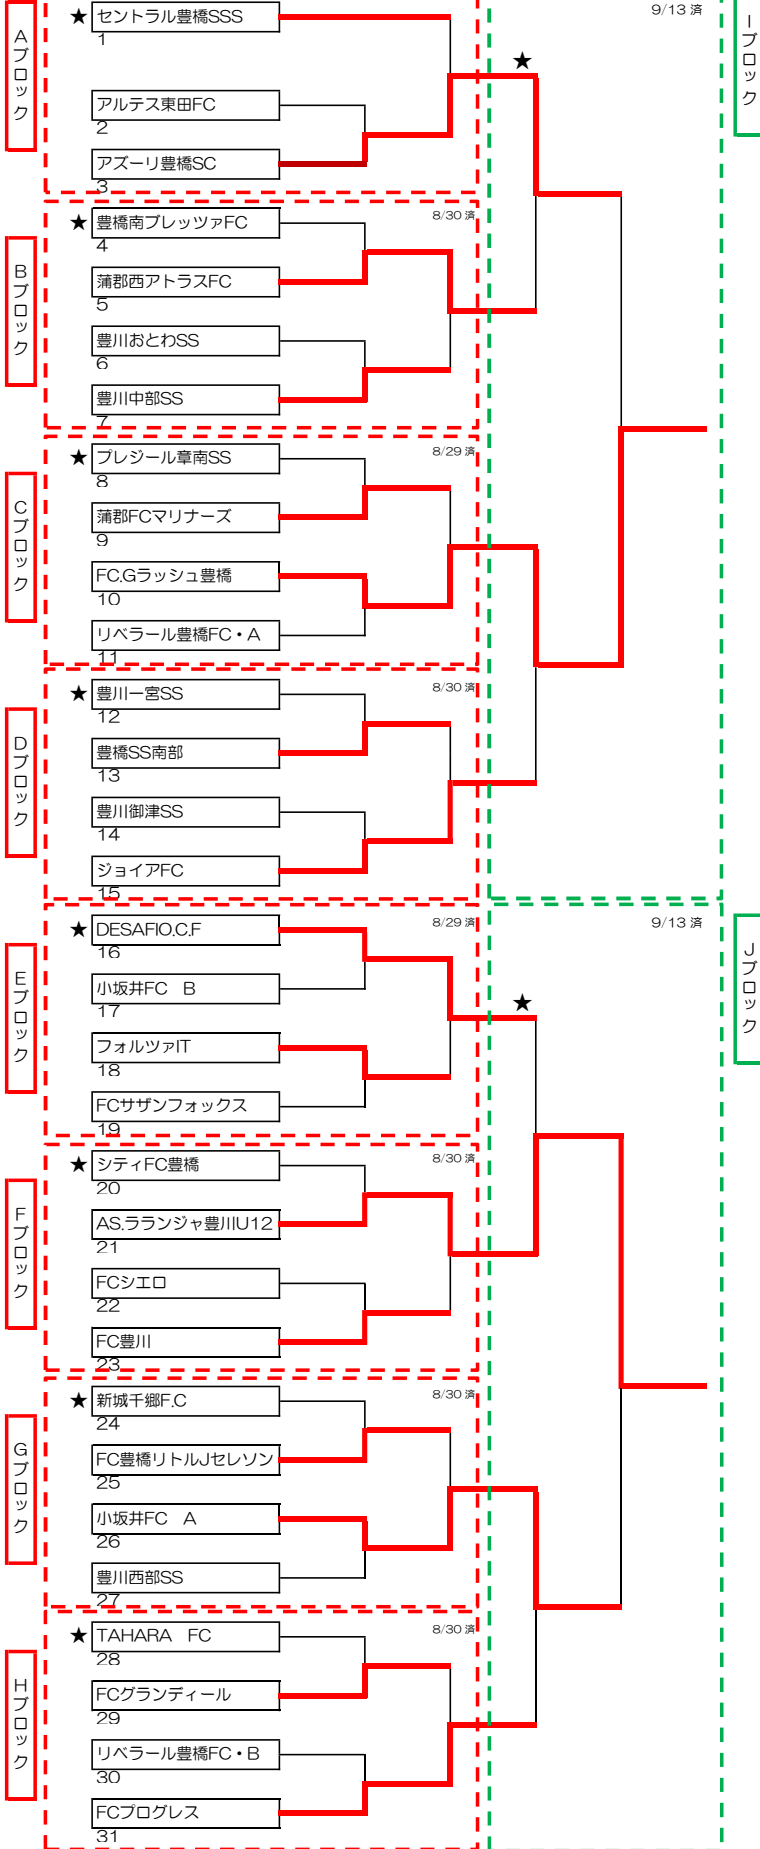 Aブロック
★ セントラル豊橋SSS
1
アルテス東田FC
2
アズーリ豊橋SC
3
9/13 済
★
Iブロック
Bブロック
8/30 済
★ 豊橋南ブレッツァFC
4
蒲郡西アトラスFC
5
豊川おとわSS
6
豊川中部SS
7
Cブロック
8/29 済
★ プレジール章南SS
8
蒲郡FCマリナーズ
9
FC.Gラッシュ豊橋
10
リベラール豊橋FC・A
11
Dブロック
8/30 済
★ 豊川一宮SS
12
豊橋SS南部
13
豊川御津SS
14
ジョイアFC
15
Eブロック
8/29 済
★ DESAFIO.C.F
16
小坂井FC B
17
フォルツァIT
18
FCサザンフォックス
19
9/13 済
★
Jブロック
Fブロック
8/30 済
★ シティFC豊橋
20
AS.ラランジャ豊川U12
21
FCシエロ
22
FC豊川
23
Gブロック
8/30 済
★ 新城千郷F.C
24
FC豊橋リトルJセレソン
25
小坂井FC A
26
豊川西部SS
27
Hブロック
8/30 済
★ TAHARA FC
28
FCグランディール
29
リベラール豊橋FC・B
30
FCプログレス
31